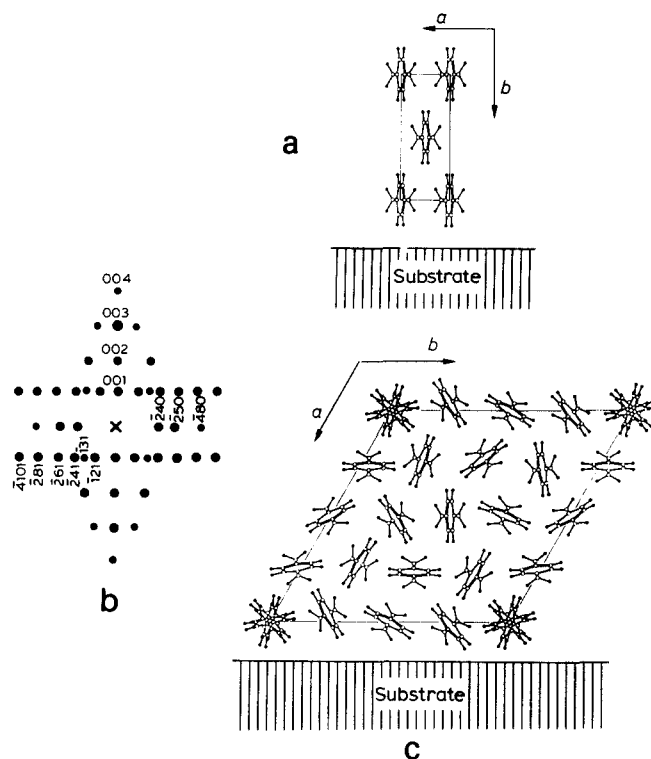 a
b
a
Substrate
004
003
002
001
2̄40
2̄50
4̄80
4̄101
2̄81
2̄61
2̄41
1̄31
1̄21
b
b
a
Substrate
c